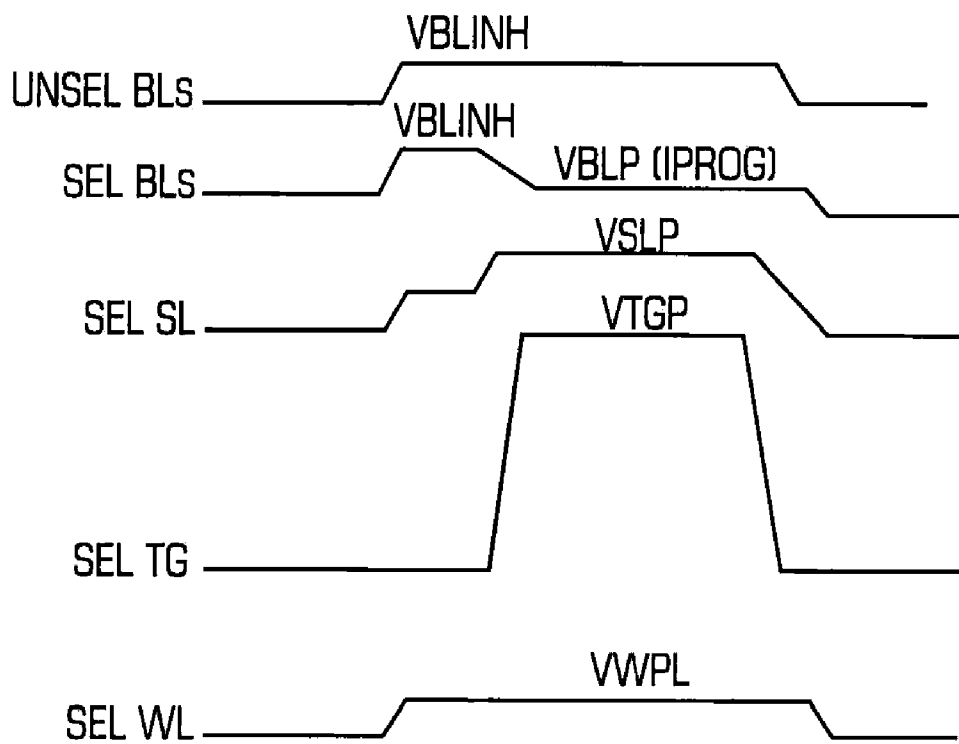 VBLINH
UNSEL BLs
VBLINH
SEL BLs
VBLP (IPROG)
VSLP
SEL SL
VTGP
SEL TG
VWPL
SEL WL